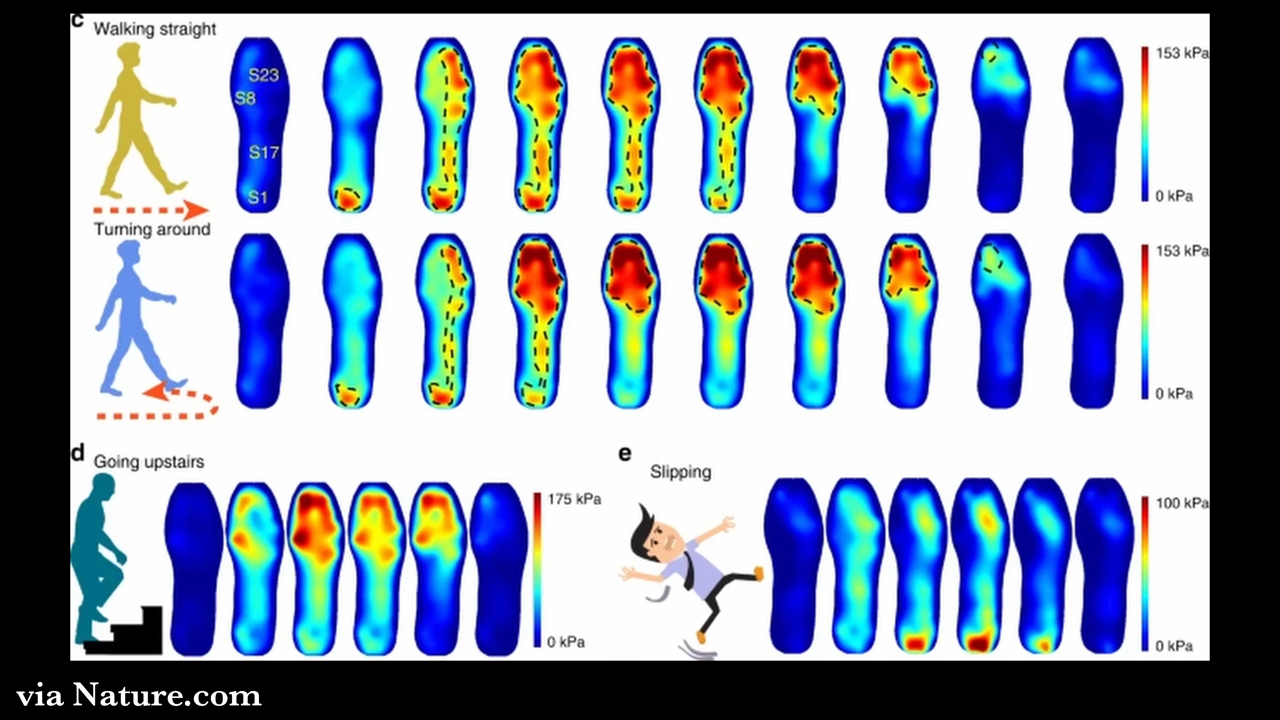 c
Walking straight
S23
S8
S17
S1
153 kPa
0 kPa
Turning around
153 kPa
0 kPa
d
Going upstairs
175 kPa
0 kPa
e
Slipping
100 kPa
0 kPa
via Nature.com